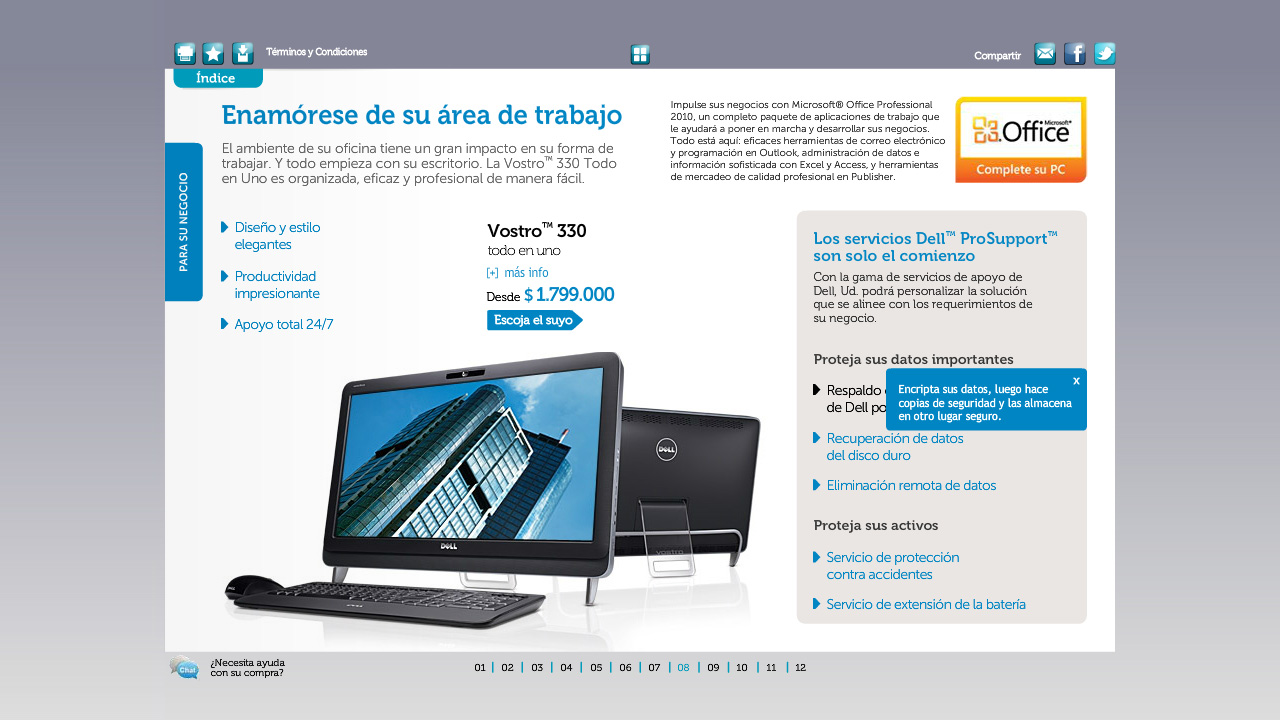 Términos y Condiciones
Compartir
Índice
Enamórese de su área de trabajo
El ambiente de su oficina tiene un gran impacto en su forma de
trabajar. Y todo empieza con su escritorio. La Vostro™ 330 Todo
en Uno esorganizada, eficaz y profesional de manera fácil.
Impulse sus negocios con Microsoft® Office Professional
2010, un completo paquete de aplicaciones de trabajo que
le ayudará a poner en marcha y desarrollar sus negocios.
Todo está aquí: eficaces herramientas de correo electrónico
y programación en Outlook, administración de datos e
información sofisticada con Excel y Access, y herramientas
de mercadeo de calidad profesional en Publisher.
Microsoft®
Office
Complete su PC
PARA SU NEGOCIO
Diseño y estilo
elegantes
Productividad
impresionante
Apoyo total 24/7
Vostro™ 330
todo en uno
[+] más info
Desde $ 1.799.000
Escoja el suyo
DELL
DELL
vostro
Los servicios Dell™ ProSupport™
son solo el comienzo
Con la gama de servicios de apoyo de
Dell, Ud. podrá personalizar la solución
que se alinee con los requerimientos de
su negocio.
Proteja sus datos importantes
Respaldo
de Dell po
x
Encripta sus datos, luego hace
copias de seguridad y las almacena
en otro lugar seguro.
Recuperación de datos
del disco duro
Eliminación remota de datos
Proteja sus activos
Servicio de protección
contra accidentes
Servicio de extensión de la batería
Chat
¿Necesita ayuda
con su compra?
01 | 02 | 03 | 04 | 05 | 06 | 07 | 08 | 09 | 10 | 11 | 12